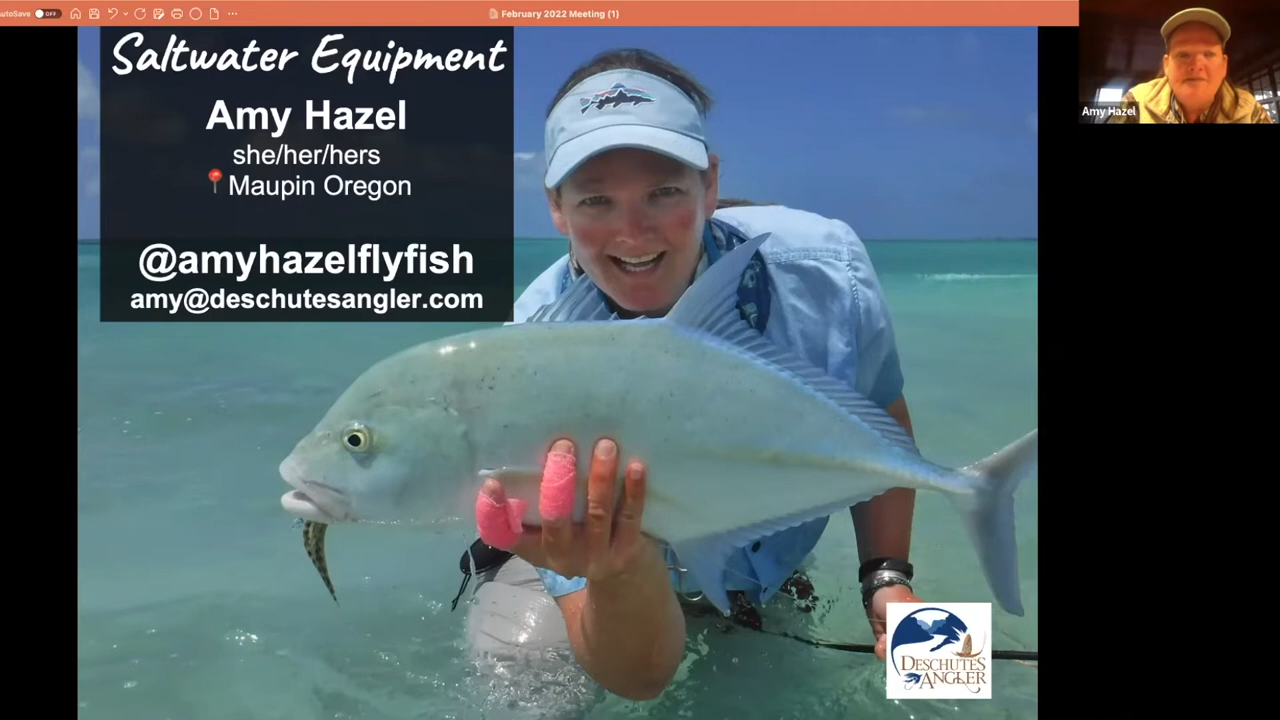 AutoSave OFF
February 2022 Meeting (1)
Saltwater Equipment
Amy Hazel
she/her/hers
Maupin Oregon
@amyhazelflyfish
amy@deschutesangler.com
Amy Hazel
DESCHUTES
ANGLER